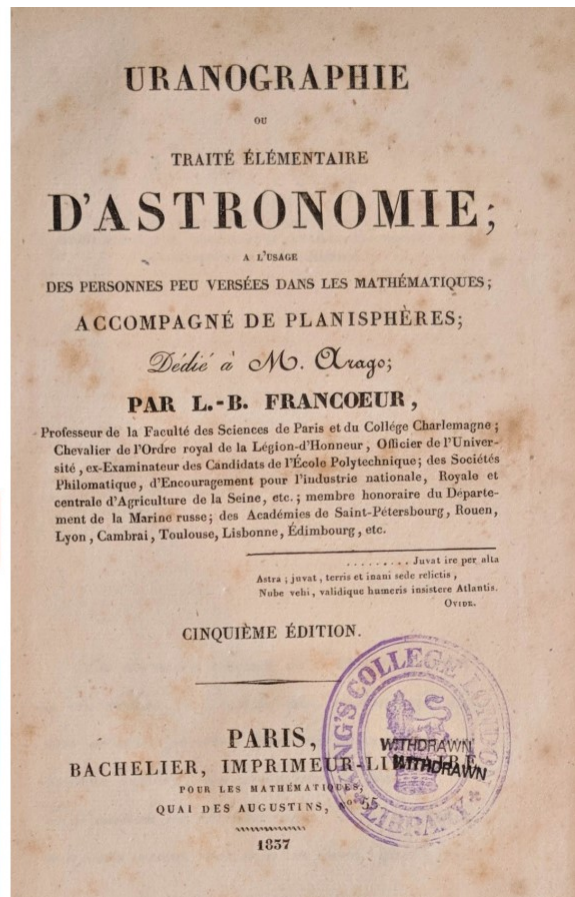 URANOGRAPHIE
OU
TRAITÉ ÉLÉMENTAIRE
D'ASTRONOMIE;
A L'USAGE
DES PERSONNES PEU VERSÉES DANS LES MATHÉMATIQUES;
ACCOMPAGNÉ DE PLANISPHÈRES;
Dédié à M. Arago;
PAR L.-B. FRANCOEUR,
Professeur de la Faculté des Sciences de Paris et du Collége Charlemagne;
Chevalier de l'Ordre royal de la Légion-d'Honneur, Officier de l'Univer-
sité, ex-Examinateur des Candidats de l'École Polytechnique; des Sociétés
Philomatique, d'Encouragement pour l'industrie nationale, Royale et
centrale d'Agriculture de la Seine, etc.; membre honoraire du Départe-
ment de la Marine russe; des Académies de Saint-Pétersbourg, Rouen,
Lyon, Cambrai, Toulouse, Lisbonne, Édimbourg, etc.
........ Juvat ire per alta
Astra; juvat, terris et inani sede relictis,
Nube vehi, validique humeris insistere Atlantis.
OVIDE.
CINQUIÈME ÉDITION.
PARIS,
BACHELIER, IMPRIMEUR-LIBRAIRE
POUR LES MATHÉMATIQUES,
QUAI DES AUGUSTINS, Nº 55
1837
KING'S COLLEGE LONDON
LIBRARY
WITHDRAWN
WITHDRAWN